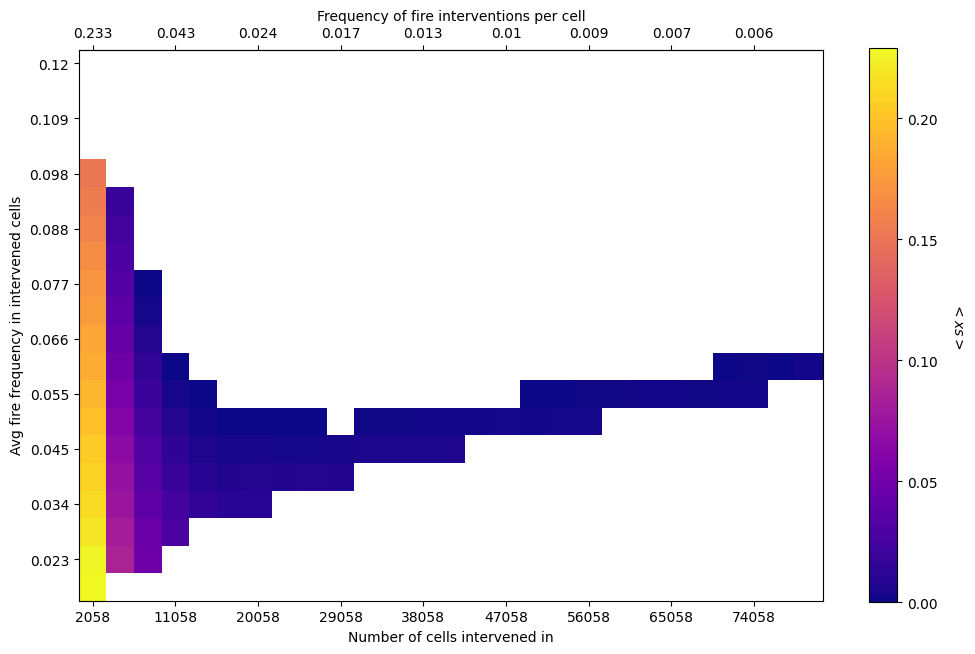 Frequency of fire interventions per cell
0.233 0.043 0.024 0.017 0.013 0.01 0.009 0.007 0.006
0.12
0.109
0.098
0.088
0.077
0.066
0.055
0.045
0.034
0.023
Avg fire frequency in intervened cells
2058 11058 20058 29058 38058 47058 56058 65058 74058
Number of cells intervened in
0.20
0.15
0.10
0.05
0.00
< sx >